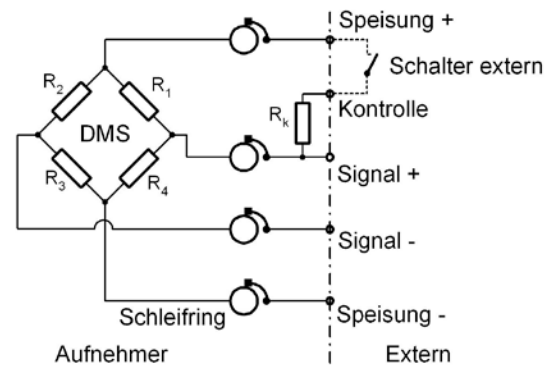 Speisung +
Schalter extern
R2
R1
DMS
Rk
Kontrolle
R3
R4
Signal +
Signal -
Schleifring
Speisung -
Aufnehmer
Extern